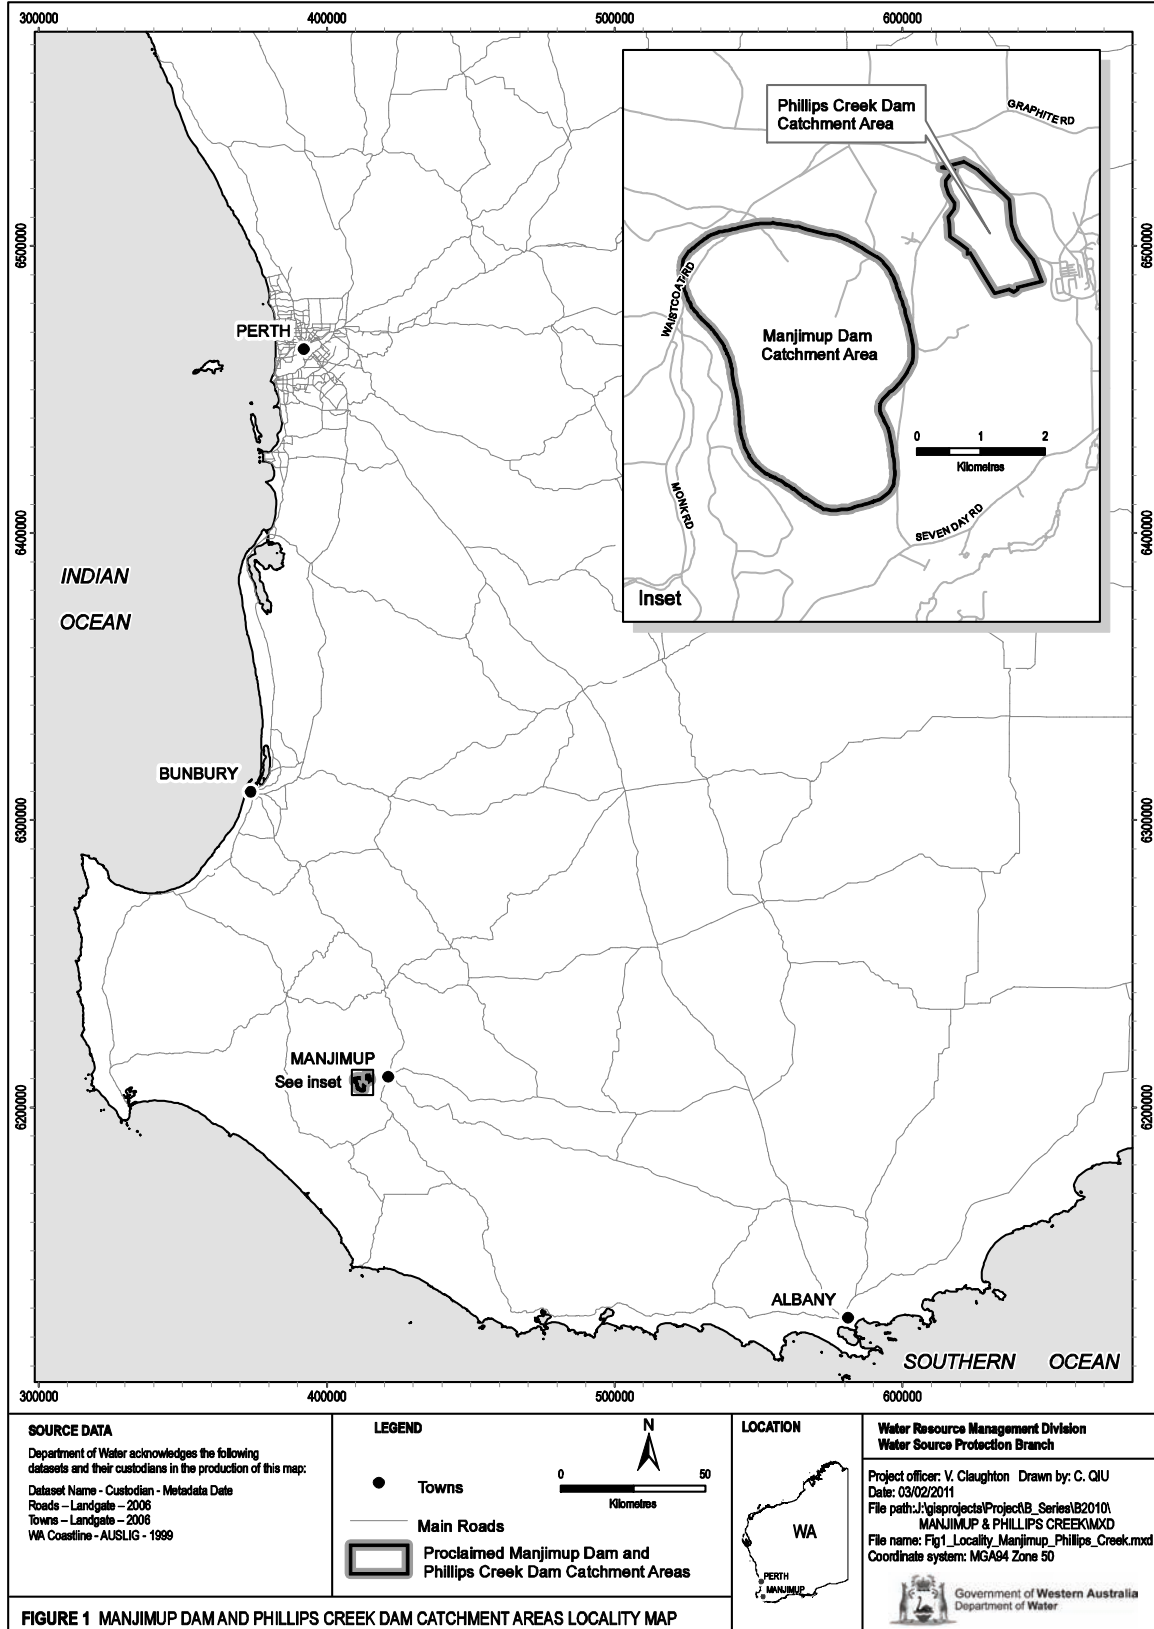 300000
400000
500000
600000
Phillips Creek Dam
Catchment Area
GRAPHITE RD
6500000
6500000
WAISTCOAT RD
PERTH
Manjimup Dam
Catchment Area
0 1 2
Kilometres
MONK RD
SEVEN DAY RD
6400000
6400000
INDIAN
OCEAN
Inset
BUNBURY
6300000
6300000
MANJIMUP
See inset
6200000
6200000
ALBANY
SOUTHERN OCEAN
300000
400000
500000
600000
SOURCE DATA
Department of Water acknowledges the following
datasets and their custodians in the production of this map:
Dataset Name - Custodian - Metadata Date
Roads – Landgate – 2006
Towns – Landgate – 2006
WA Coastline - AUSLIG - 1999
LEGEND
N
0 50
Kilometres
Towns
Main Roads
Proclaimed Manjimup Dam and
Phillips Creek Dam Catchment Areas
LOCATION
WA
PERTH
MANJIMUP
Water Resource Management Division
Water Source Protection Branch
Project officer: V. Claughton Drawn by: C. QIU
Date: 03/02/2011
File path:J:\gisprojects\Project\B_Series\B2010\
MANJIMUP & PHILLIPS CREEK\MXD
File name: Fig1_Locality_Manjimup_Phillips_Creek.mxd
Coordinate system: MGA94 Zone 50
Government of Western Australia
Department of Water
FIGURE 1 MANJIMUP DAM AND PHILLIPS CREEK DAM CATCHMENT AREAS LOCALITY MAP